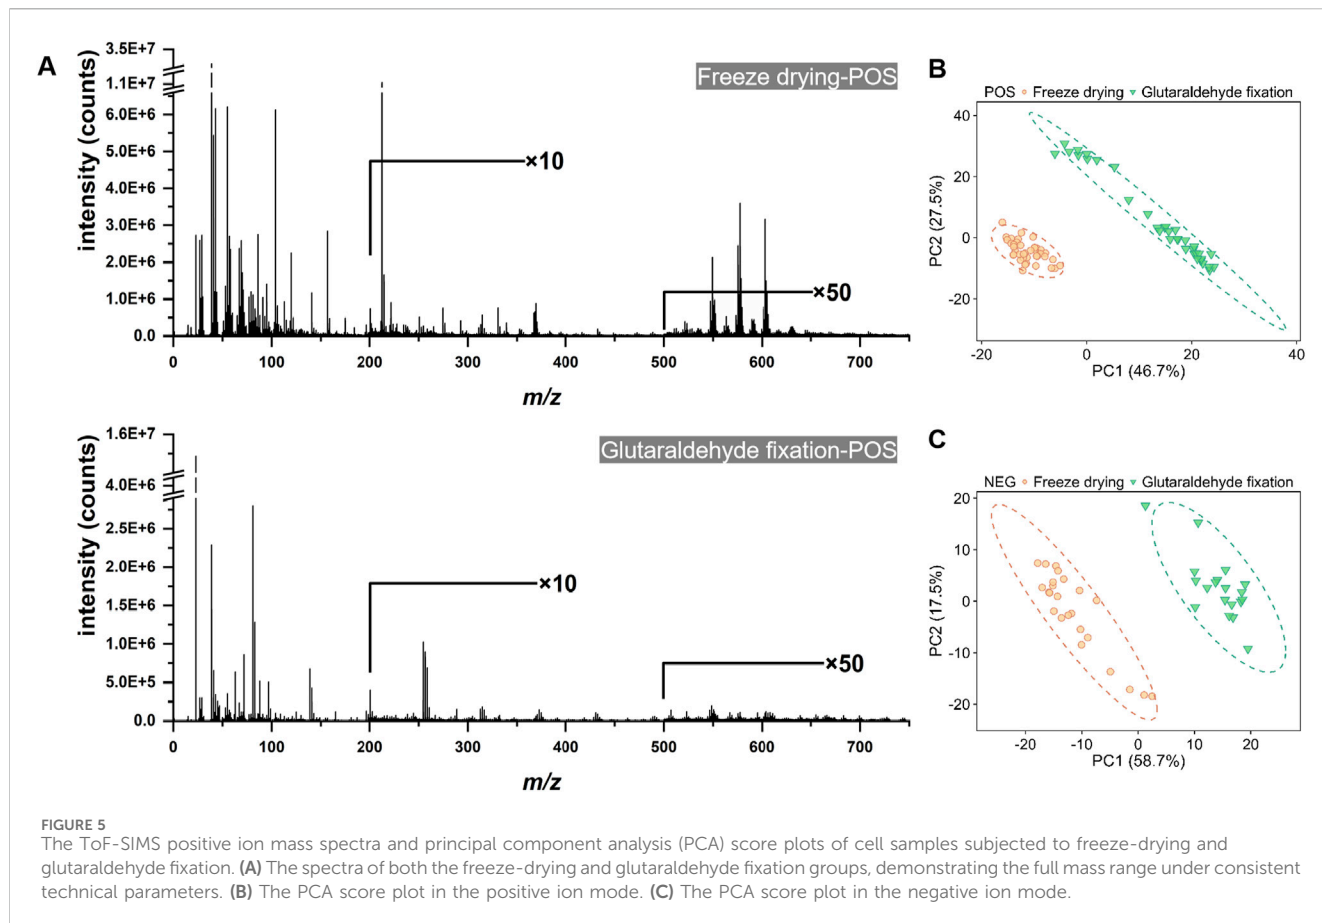 A
intensity (counts)
3.5E+7
1.1E+7
6.0E+6
5.0E+6
4.0E+6
3.0E+6
2.0E+6
1.0E+6
0.0
Freeze drying-POS
×10
×50
0 100 200 300 400 500 600 700
m/z
intensity (counts)
1.6E+7
4.0E+6
2.5E+6
2.0E+6
1.5E+6
1.0E+6
5.0E+5
0.0
Glutaraldehyde fixation-POS
×10
×50
0 100 200 300 400 500 600 700
m/z
B
POS Freeze drying Glutaraldehyde fixation
PC2 (27.5%)
40
20
0
-20
-20 0 20 40
PC1 (46.7%)
C
NEG Freeze drying Glutaraldehyde fixation
PC2 (17.5%)
20
10
0
-10
-20
-20 -10 0 10 20
PC1 (58.7%)
FIGURE 5
The ToF-SIMS positive ion mass spectra and principal component analysis (PCA) score plots of cell samples subjected to freeze-drying and
glutaraldehyde fixation. (A) The spectra of both the freeze-drying and glutaraldehyde fixation groups, demonstrating the full mass range under consistent
technical parameters. (B) The PCA score plot in the positive ion mode. (C) The PCA score plot in the negative ion mode.